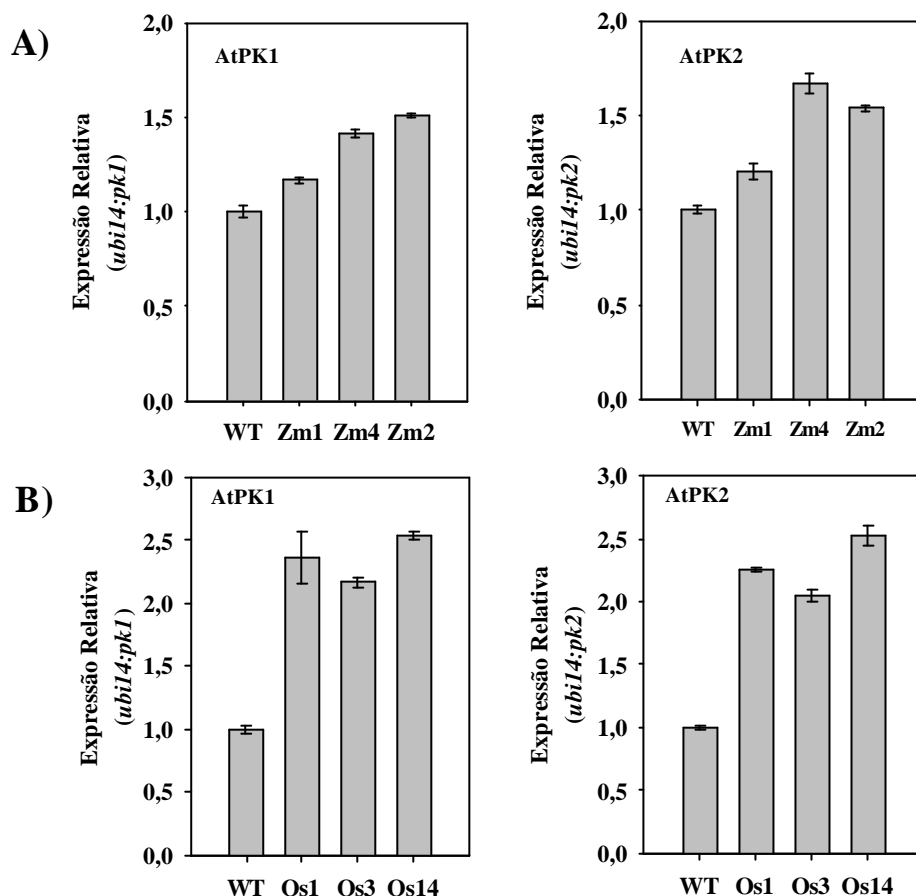 A)
AtPK1
Expressão Relativa
(ubi14:pk1)
2,0
1,5
1,0
0,5
0,0
WT Zm1 Zm4 Zm2
AtPK2
Expressão Relativa
(ubi14:pk2)
2,0
1,5
1,0
0,5
0,0
WT Zm1 Zm4 Zm2
B)
AtPK1
Expressão Relativa
(ubi14:pk1)
3,0
2,5
2,0
1,5
1,0
0,5
0,0
WT Os1 Os3 Os14
AtPK2
Expressão Relativa
(ubi14:pk2)
3,0
2,5
2,0
1,5
1,0
0,5
0,0
WT Os1 Os3 Os14